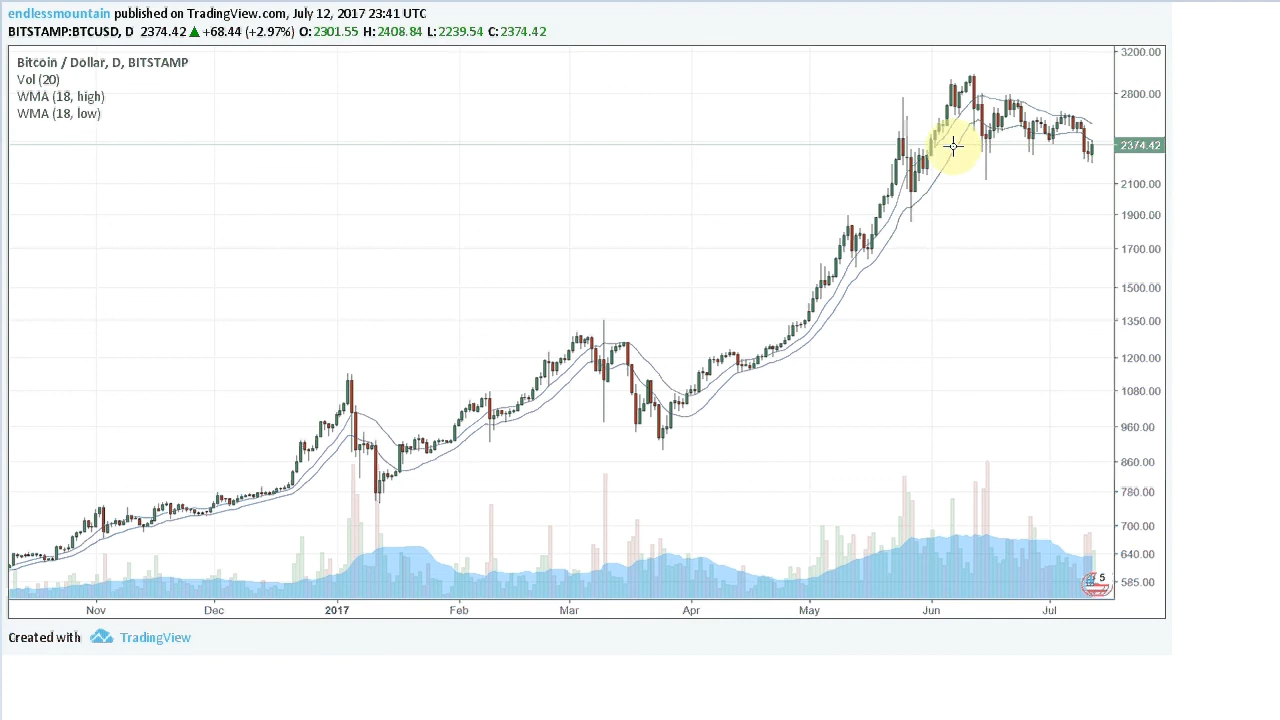 endlessmountain published on TradingView.com, July 12, 2017 23:41 UTC
BITSTAMP:BTCUSD, D 2374.42 ▲ +68.44 (+2.97%) O:2301.55 H:2408.84 L:2239.54 C:2374.42
Bitcoin / Dollar, D, BITSTAMP
Vol (20)
WMA (18, high)
WMA (18, low)
3200.00
2800.00
2374.42
2100.00
1900.00
1700.00
1500.00
1350.00
1200.00
1080.00
960.00
860.00
780.00
700.00
640.00
585.00
5
Nov Dec 2017 Feb Mar Apr May Jun Jul
Created with TradingView